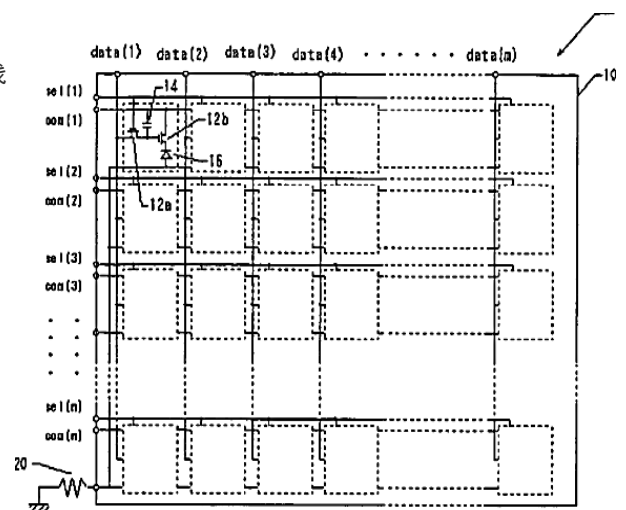 data(1) data(2) data(3) data(4) · · · · · · data(m)
10
sel(1)
14
com(1)
12b
16
sel(2)
12a
com(2)
sel(3)
com(3)
sel(n)
com(n)
20